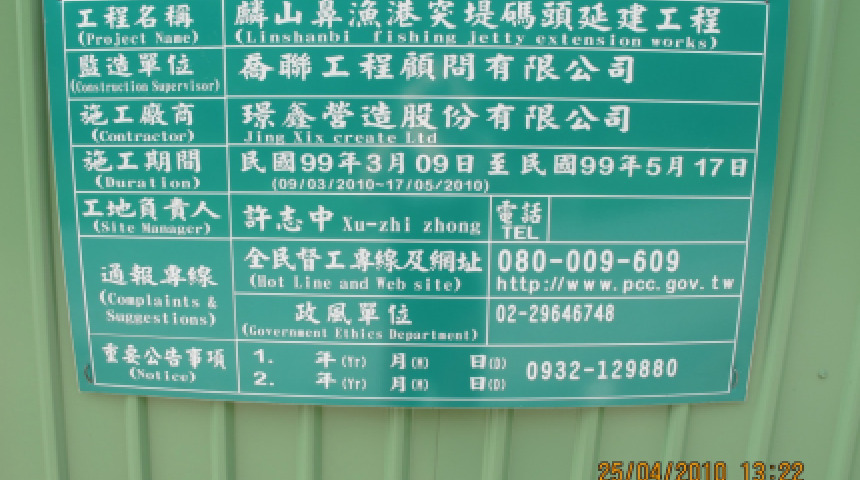 工程名稱 麟山鼻漁港突堤碼頭延建工程
(Project Name) (Linshanbi fishing jetty extension works)
監造單位 喬聯工程顧問有限公司
(Construction Supervisor)
施工廠商 璟鑫營造股份有限公司
(Contractor) Jing Xix create Ltd
施工期間 民國99年3月09日至民國99年5月17日
(Duration) (09/03/2010~17/05/2010)
工地負責人 許志中 Xu-zhi zhong 電話
(Site Manager) TEL
通報專線 全民督工專線及網址 080-009-609
(Complaints & (Hot Line and Web site) http://www.pcc.gov.tw
Suggestions) 政風單位 02-29646748
(Government Ethics Department)
重要公告事項 1. 年(Yr) 月(M) 日(D) 0932-129880
(Notice) 2. 年(Yr) 月(M) 日(D)
25/04/2010 13:22